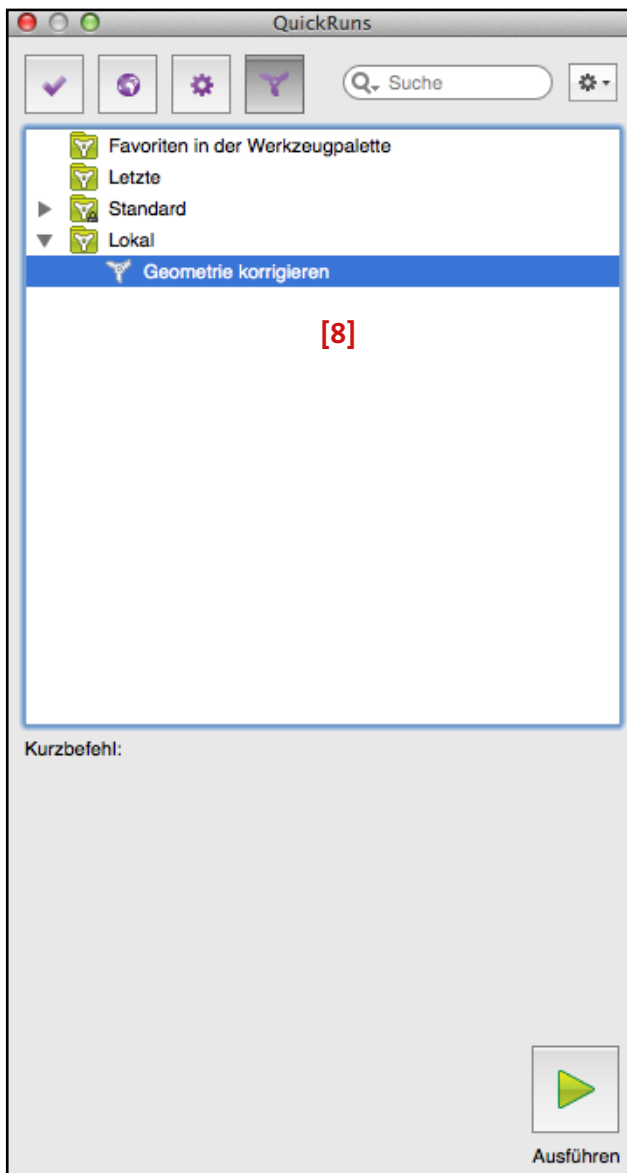 QuickRuns
Suche
Favoriten in der Werkzeugpalette
Letzte
Standard
Lokal
Geometrie korrigieren
[8]
Kurzbefehl:
Ausführen